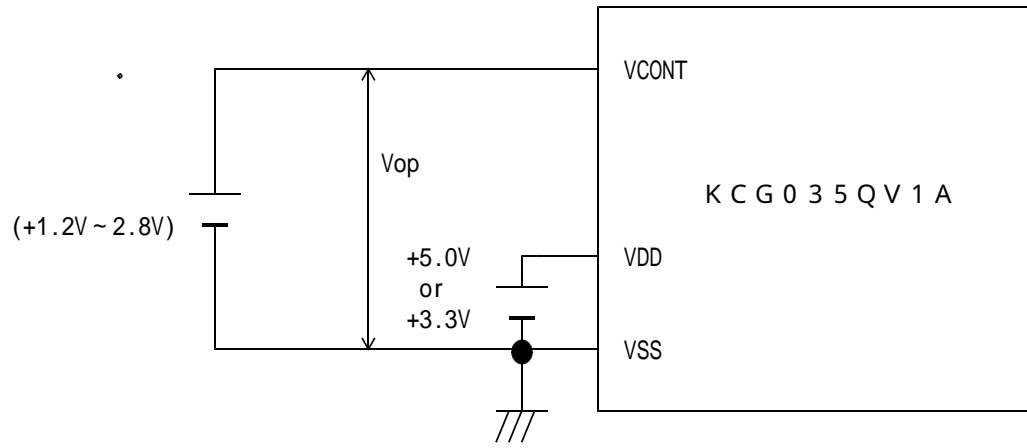 VCONT
Vop
KCG035QV1A
(+1.2V~2.8V)
+5.0V
or
+3.3V
VDD
VSS